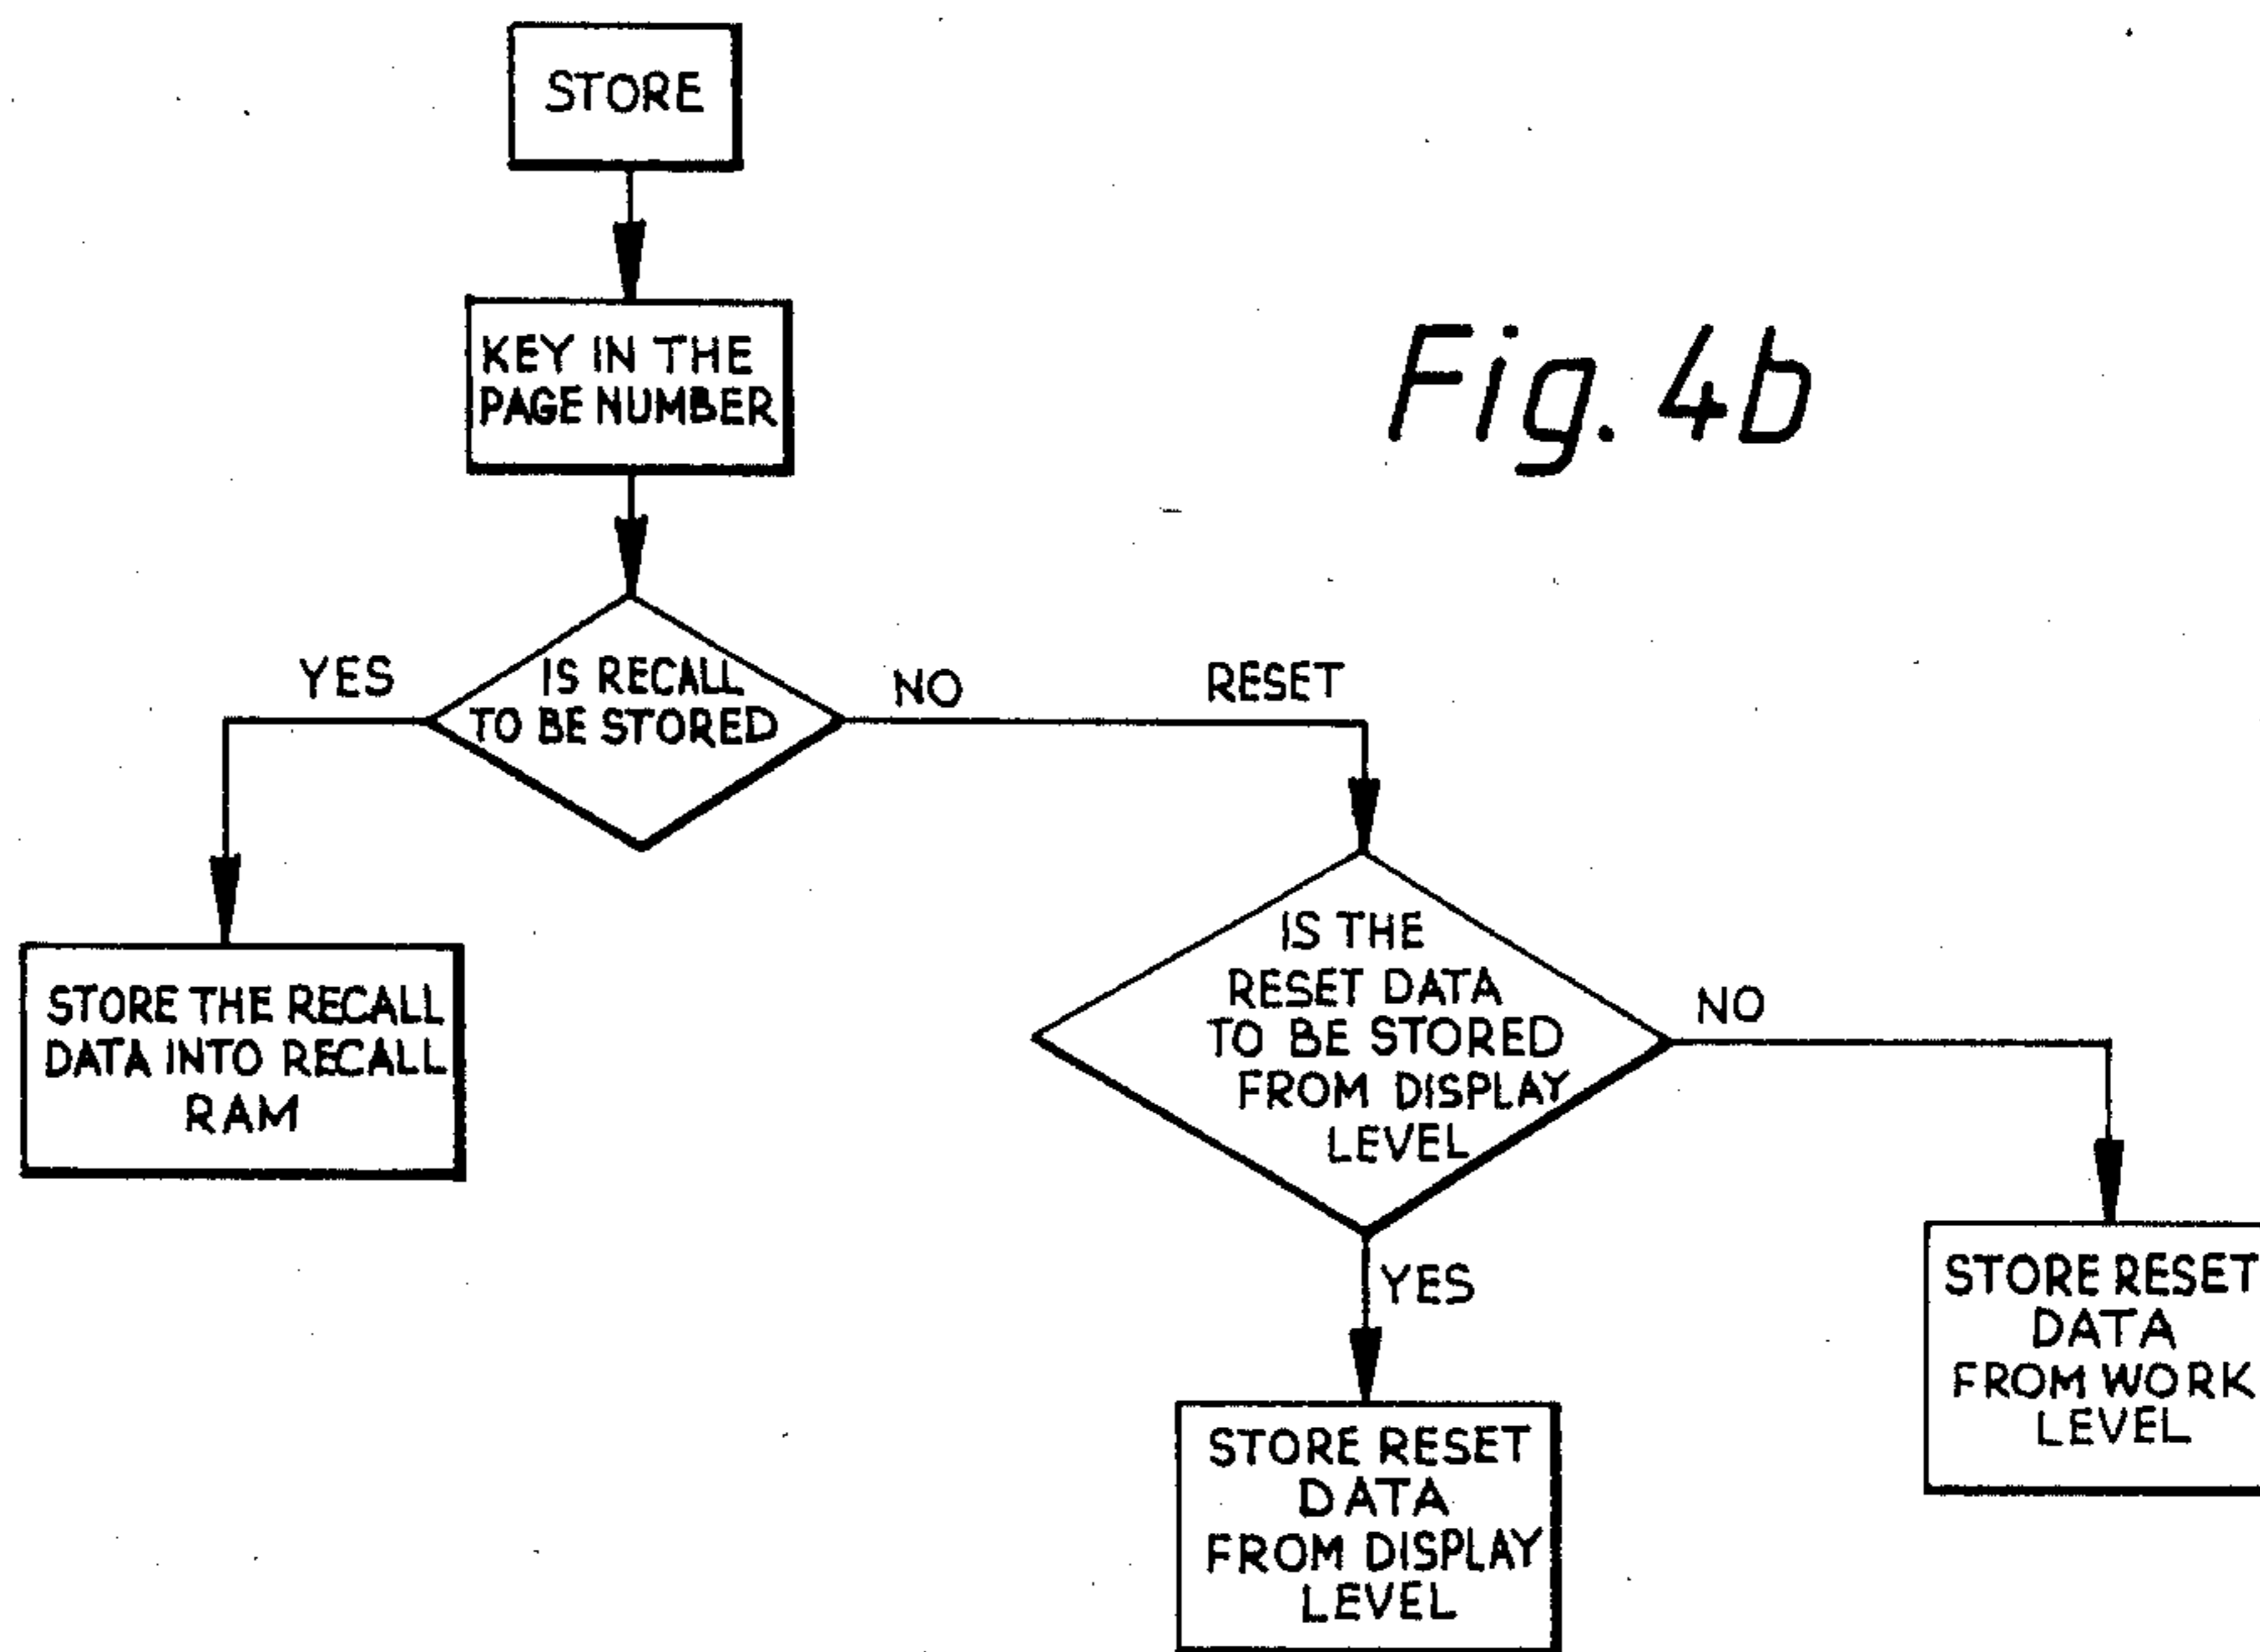 STORE
KEY IN THE
PAGE NUMBER
Fig. 4b
YES
IS RECALL
TO BE STORED
NO
RESET
STORE THE RECALL
DATA INTO RECALL
RAM
IS THE
RESET DATA
TO BE STORED
FROM DISPLAY
LEVEL
NO
YES
STORE RESET
DATA
FROM WORK
LEVEL
STORE RESET
DATA
FROM DISPLAY
LEVEL